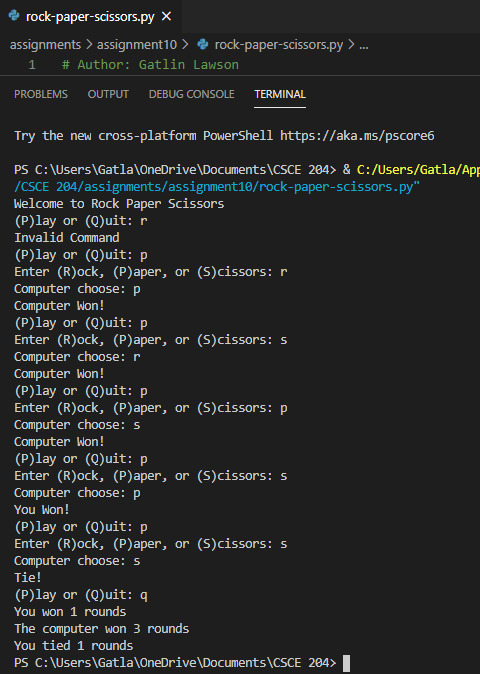 rock-paper-scissors.py
assignments > assignment10 > rock-paper-scissors.py > ...
1 # Author: Gatlin Lawson
PROBLEMS OUTPUT DEBUG CONSOLE TERMINAL
Try the new cross-platform PowerShell https://aka.ms/pscore6
PS C:\Users\Gatla\OneDrive\Documents\CSCE 204> & C:/Users/Gatla/App
/CSCE 204/assignments/assignment10/rock-paper-scissors.py"
Welcome to Rock Paper Scissors
(P)lay or (Q)uit: r
Invalid Command
(P)lay or (Q)uit: p
Enter (R)ock, (P)aper, or (S)cissors: r
Computer choose: p
Computer Won!
(P)lay or (Q)uit: p
Enter (R)ock, (P)aper, or (S)cissors: s
Computer choose: r
Computer Won!
(P)lay or (Q)uit: p
Enter (R)ock, (P)aper, or (S)cissors: p
Computer choose: s
Computer Won!
(P)lay or (Q)uit: p
Enter (R)ock, (P)aper, or (S)cissors: s
Computer choose: p
You Won!
(P)lay or (Q)uit: p
Enter (R)ock, (P)aper, or (S)cissors: s
Computer choose: s
Tie!
(P)lay or (Q)uit: q
You won 1 rounds
The computer won 3 rounds
You tied 1 rounds
PS C:\Users\Gatla\OneDrive\Documents\CSCE 204>